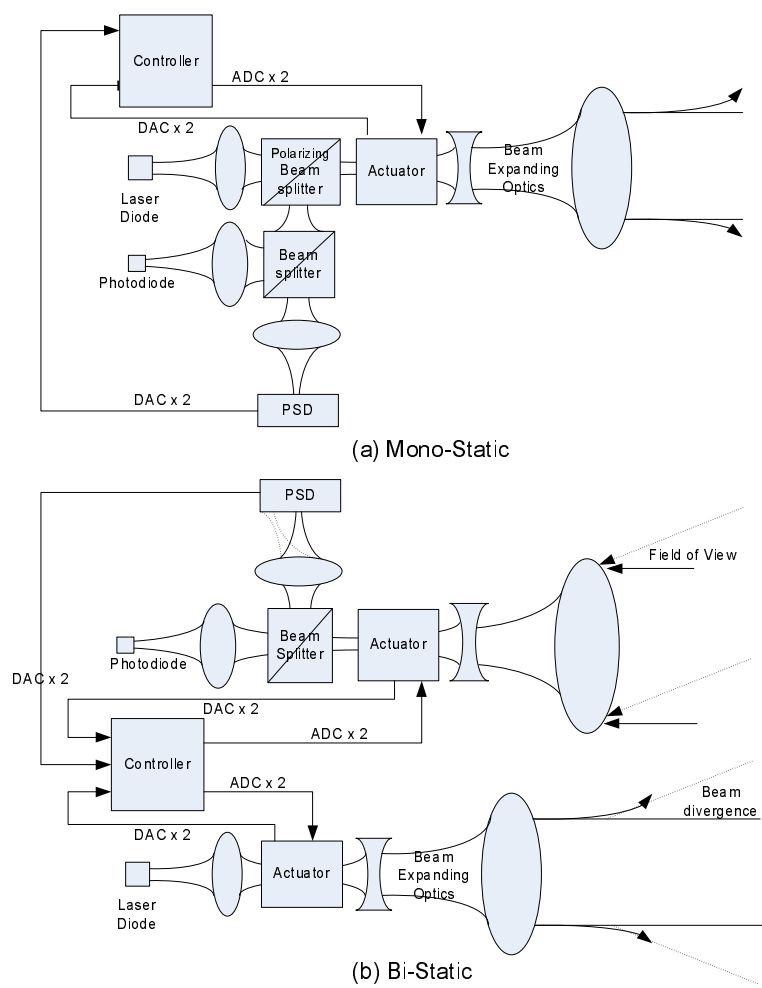 Controller
ADC x 2
DAC x 2
Polarizing
Beam
splitter
Actuator
Beam
Expanding
Optics
Laser
Diode
Beam
splitter
Photodiode
DAC x 2
PSD
(a) Mono-Static
PSD
Field of View
Beam
Splitter
Actuator
Photodiode
DAC x 2
DAC x 2
ADC x 2
Controller
ADC x 2
Beam
divergence
DAC x 2
Beam
Expanding
Optics
Actuator
Laser
Diode
(b) Bi-Static